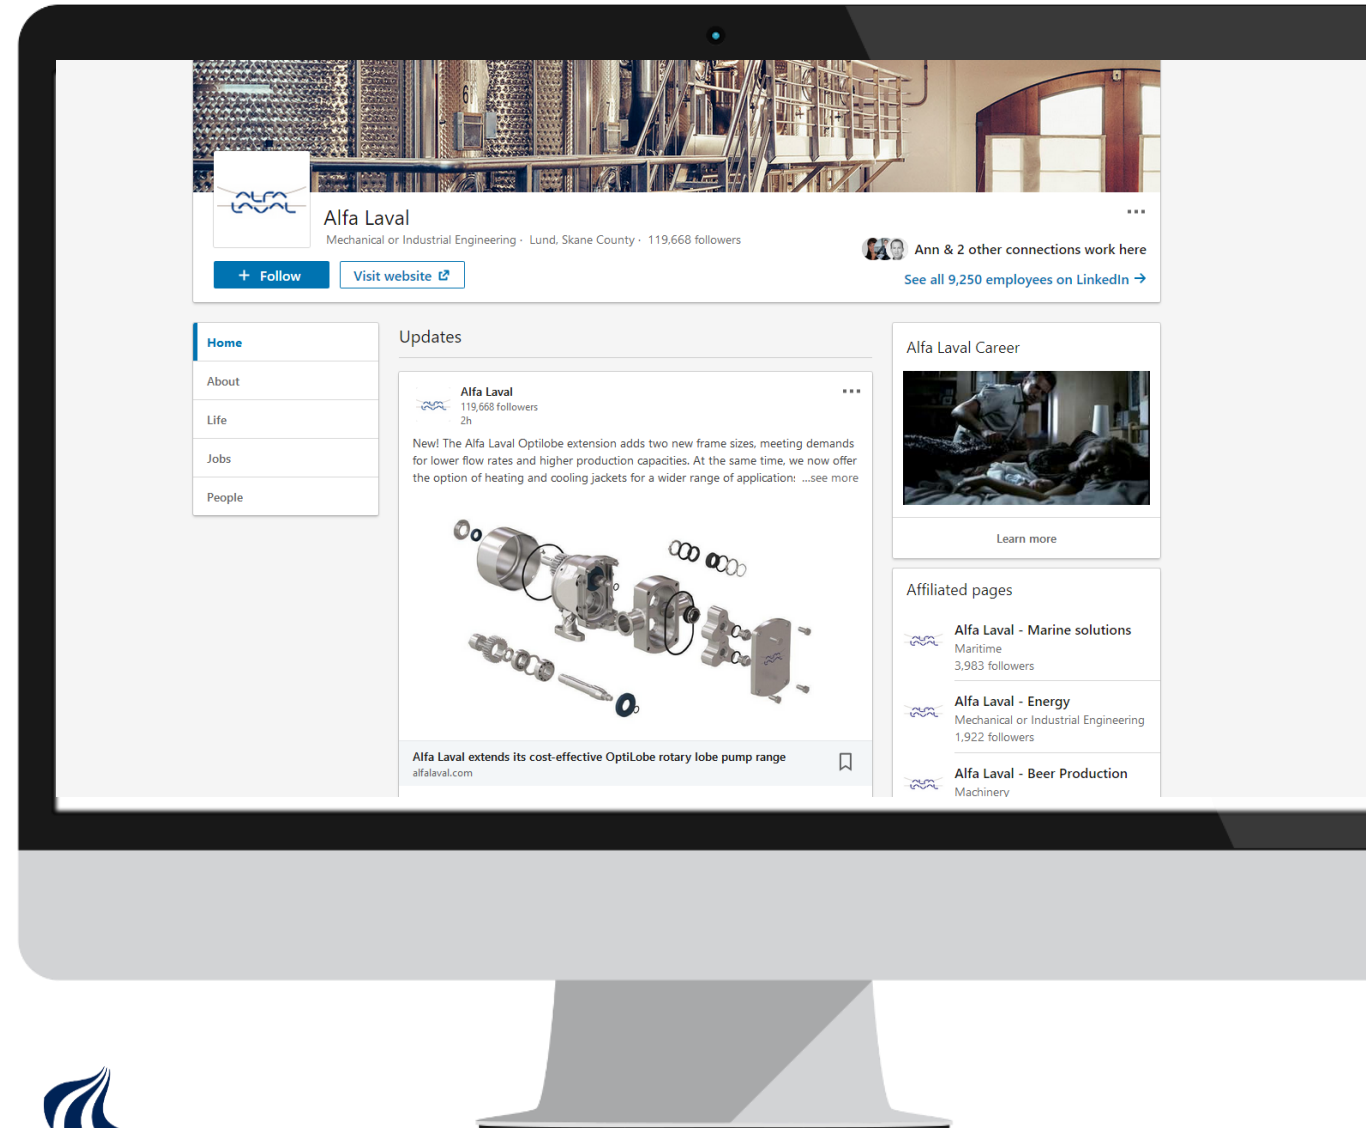 6
ALFA
LAVAL
Alfa Laval
Mechanical or Industrial Engineering · Lund, Skane County · 119,668 followers
Ann & 2 other connections work here
+ Follow
Visit website
See all 9,250 employees on LinkedIn →
Home
About
Life
Jobs
People
Updates
Alfa Laval
119,668 followers
2h
New! The Alfa Laval Optilobe extension adds two new frame sizes, meeting demands
for lower flow rates and higher production capacities. At the same time, we now offer
the option of heating and cooling jackets for a wider range of applications ...see more
Alfa Laval extends its cost-effective OptiLobe rotary lobe pump range
alfalaval.com
Alfa Laval Career
Learn more
Affiliated pages
Alfa Laval - Marine solutions
Maritime
3,983 followers
Alfa Laval - Energy
Mechanical or Industrial Engineering
1,922 followers
Alfa Laval - Beer Production
Machinery